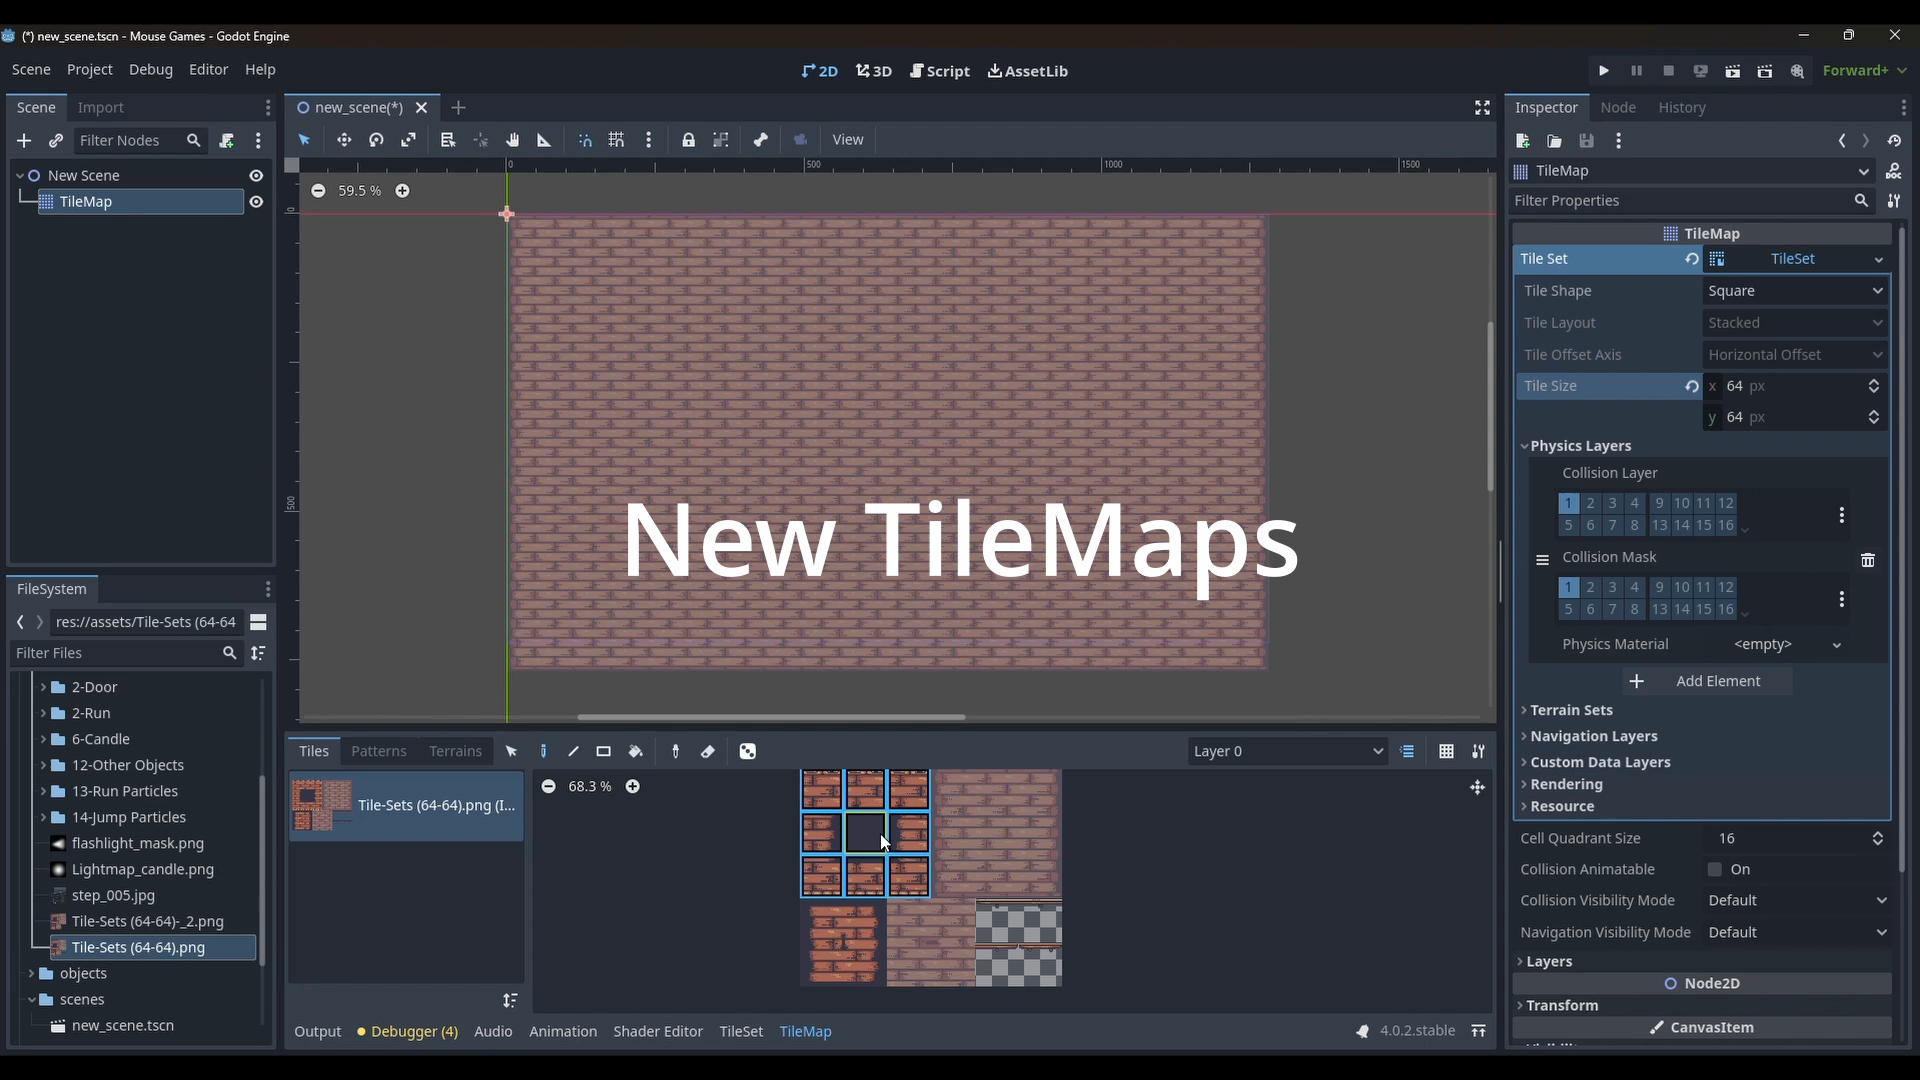 (*) new_scene.tscn - Mouse Games - Godot Engine
Scene Project Debug Editor Help
2D 3D Script AssetLib
Forward+
Scene Import
new_scene(*)
Inspector Node History
Filter Nodes
View
New Scene
TileMap
0 500 1000 1500
0
500
59.5 %
TileMap
Filter Properties
TileMap
Tile Set TileSet
Tile Shape Square
Tile Layout Stacked
Tile Offset Axis Horizontal Offset
Tile Size x 64 px
y 64 px
Physics Layers
Collision Layer
1 2 3 4 9 10 11 12
5 6 7 8 13 14 15 16
Collision Mask
1 2 3 4 9 10 11 12
5 6 7 8 13 14 15 16
Physics Material <empty>
Add Element
Terrain Sets
Navigation Layers
Custom Data Layers
Rendering
Resource
Cell Quadrant Size 16
Collision Animatable On
Collision Visibility Mode Default
Navigation Visibility Mode Default
Layers
Node2D
Transform
CanvasItem
New TileMaps
FileSystem
res://assets/Tile-Sets (64-64
Filter Files
2-Door
2-Run
6-Candle
12-Other Objects
13-Run Particles
14-Jump Particles
flashlight_mask.png
Lightmap_candle.png
step_005.jpg
Tile-Sets (64-64)-_2.png
Tile-Sets (64-64).png
objects
scenes
new_scene.tscn
Tiles Patterns Terrains
Layer 0
Tile-Sets (64-64).png (I...
68.3 %
Output Debugger (4) Audio Animation Shader Editor TileSet TileMap
4.0.2.stable